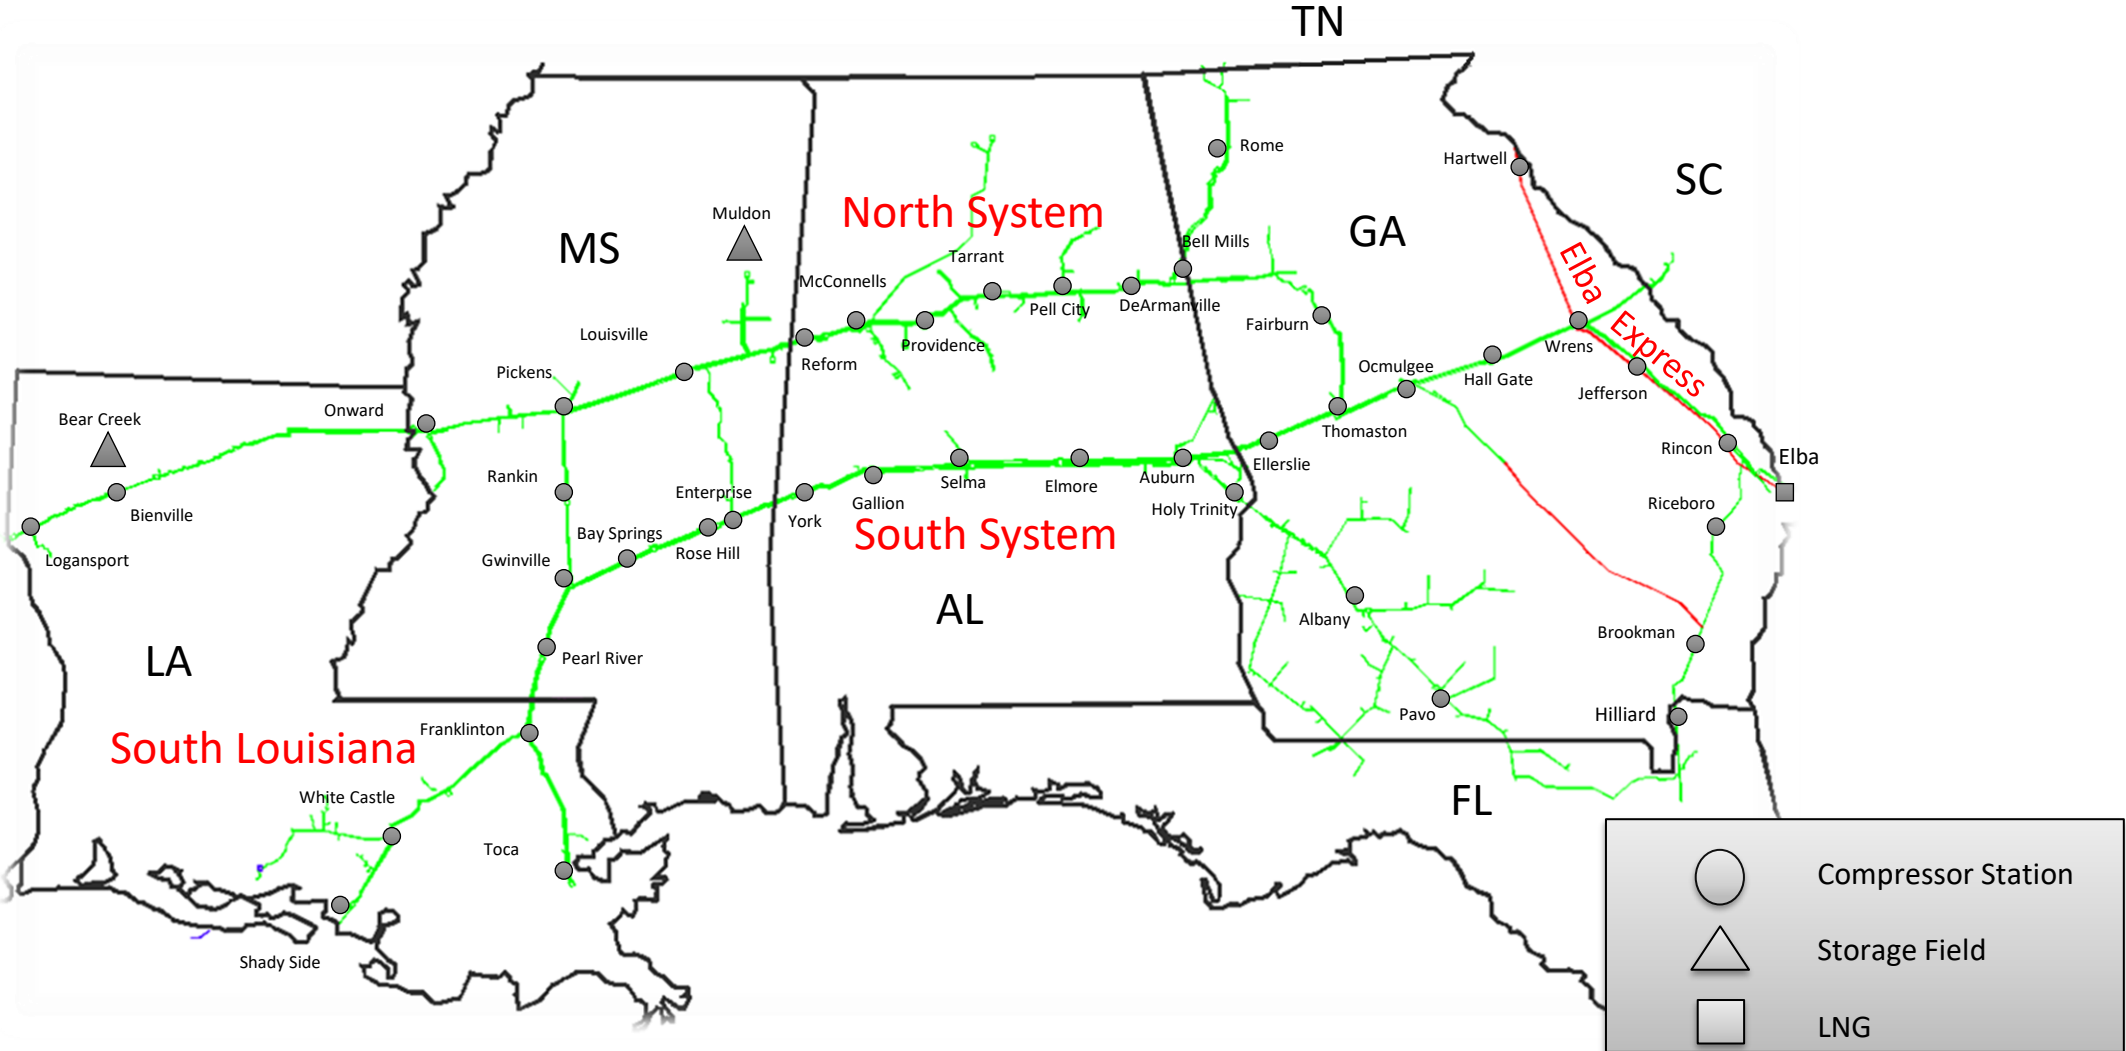 TN
Rome
Hartwell
SC
Muldon
North System
GA
MS
Bell Mills
Tarrant
Elba
McConnells
Express
Pell City
DeArmanville
Fairburn
Louisville
Providence
Wrens
Reform
Ocmulgee
Hall Gate
Pickens
Jefferson
Onward
Bear Creek
Thomaston
Rincon
Elba
Ellerslie
Rankin
Auburn
Selma
Elmore
Enterprise
Gallion
Riceboro
Holy Trinity
Bienville
York
Bay Springs
South System
Rose Hill
Logansport
Gwinville
AL
Albany
Brookman
LA
Pearl River
Pavo
Hilliard
Franklinton
South Louisiana
White Castle
FL
Toca
Compressor Station
Storage Field
Shady Side
LNG